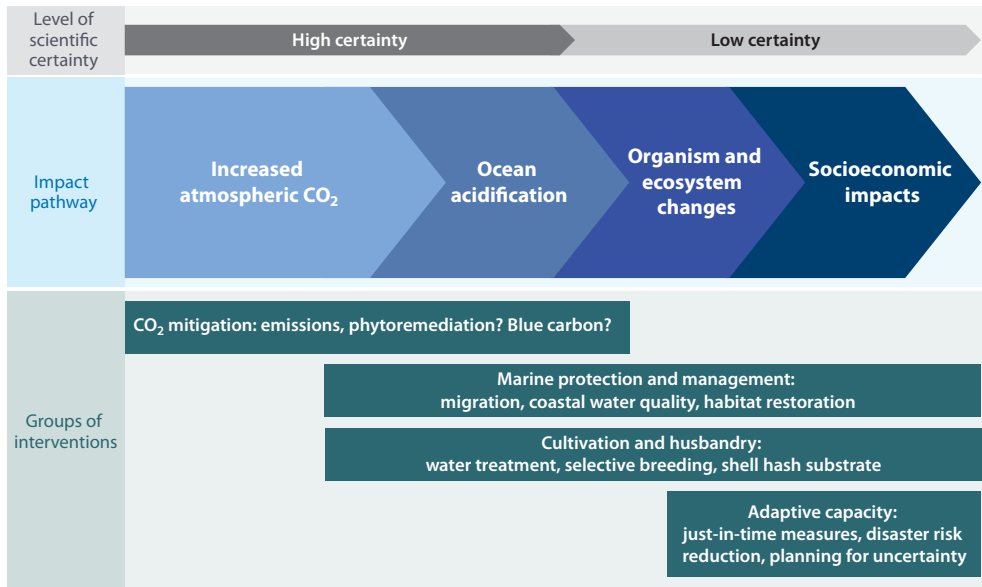 Level of
scientific
certainty
High certainty
Low certainty
Impact
pathway
Increased
atmospheric CO₂
Ocean
acidification
Organism and
ecosystem
changes
Socioeconomic
impacts
Groups of
interventions
CO₂ mitigation: emissions, phytoremediation? Blue carbon?
Marine protection and management:
migration, coastal water quality, habitat restoration
Cultivation and husbandry:
water treatment, selective breeding, shell hash substrate
Adaptive capacity:
just-in-time measures, disaster risk
reduction, planning for uncertainty